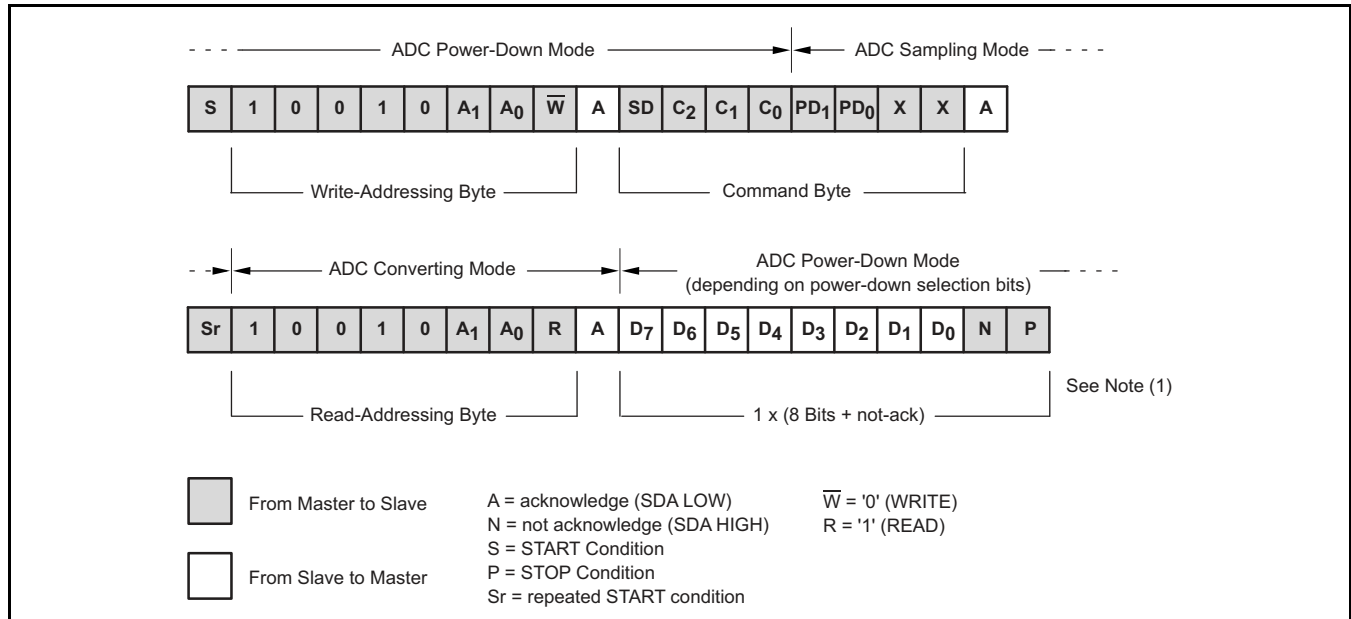 ADC Power-Down Mode ADC Sampling Mode
S 1 0 0 1 0 A1 A0 W̅ A SD C2 C1 C0 PD1 PD0 X X A
Write-Addressing Byte Command Byte
ADC Converting Mode ADC Power-Down Mode
(depending on power-down selection bits)
Sr 1 0 0 1 0 A1 A0 R A D7 D6 D5 D4 D3 D2 D1 D0 N P
See Note (1)
Read-Addressing Byte 1 x (8 Bits + not-ack)
From Master to Slave
From Slave to Master
A = acknowledge (SDA LOW)
N = not acknowledge (SDA HIGH)
S = START Condition
P = STOP Condition
Sr = repeated START condition
W̅ = '0' (WRITE)
R = '1' (READ)